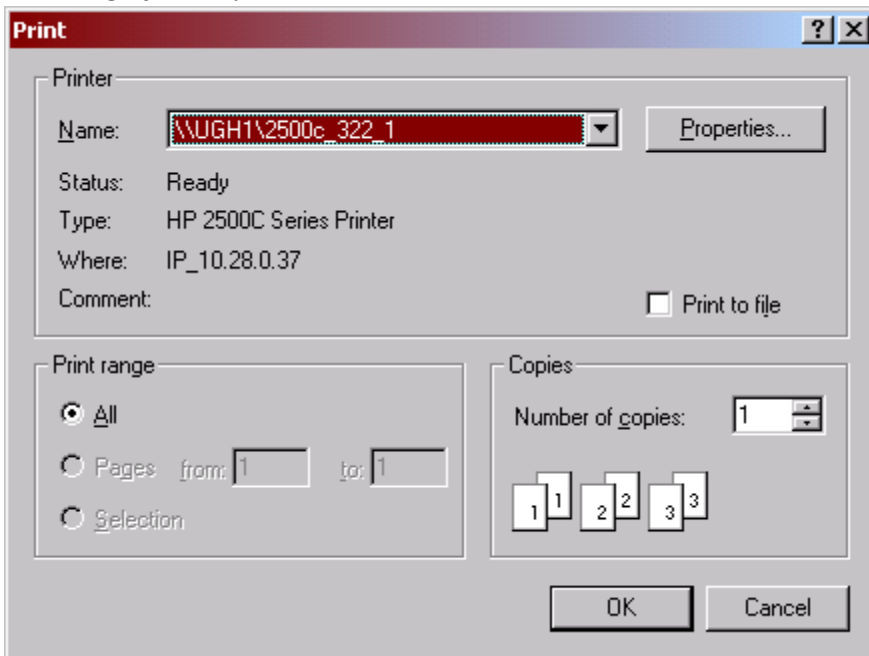 Print
Printer
Name: \\UGH1\2500c_322_1 Properties...
Status: Ready
Type: HP 2500C Series Printer
Where: IP_10.28.0.37
Comment: Print to file
Print range
All
Pages from: 1 to: 1
Selection
Copies
Number of copies: 1
1 1 2 2 3 3
OK Cancel